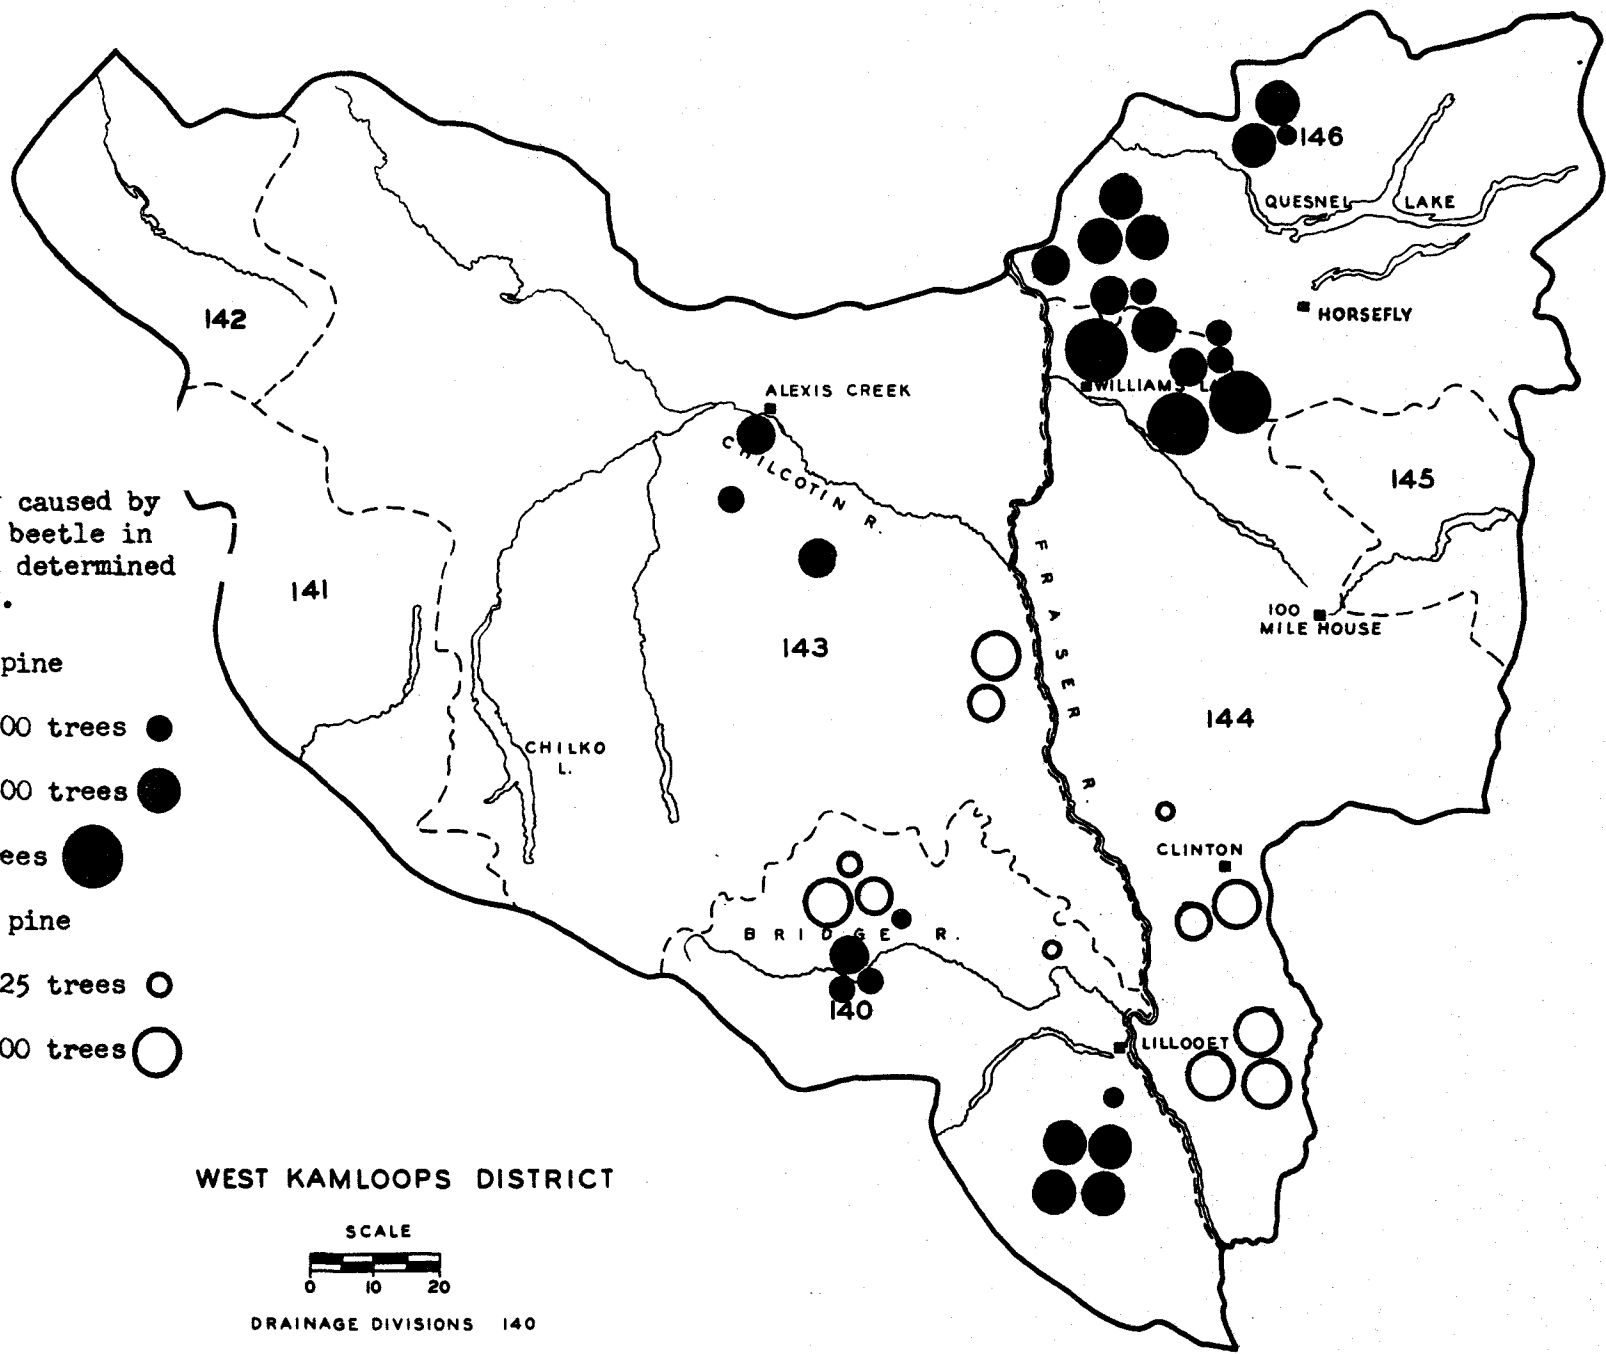 146
QUESNEL LAKE
HORSEFLY
142
WILLIAMS
ALEXIS CREEK
CHILCOTIN R.
145
caused by
beetle in
determined
.
141
FRASER R.
100
MILE HOUSE
143
pine
00 trees
144
CHILKO
L.
00 trees
CLINTON
ees
pine
BRIDGE R.
25 trees
140
LILLOOET
00 trees
WEST KAMLOOPS DISTRICT
SCALE
0 10 20
DRAINAGE DIVISIONS 140